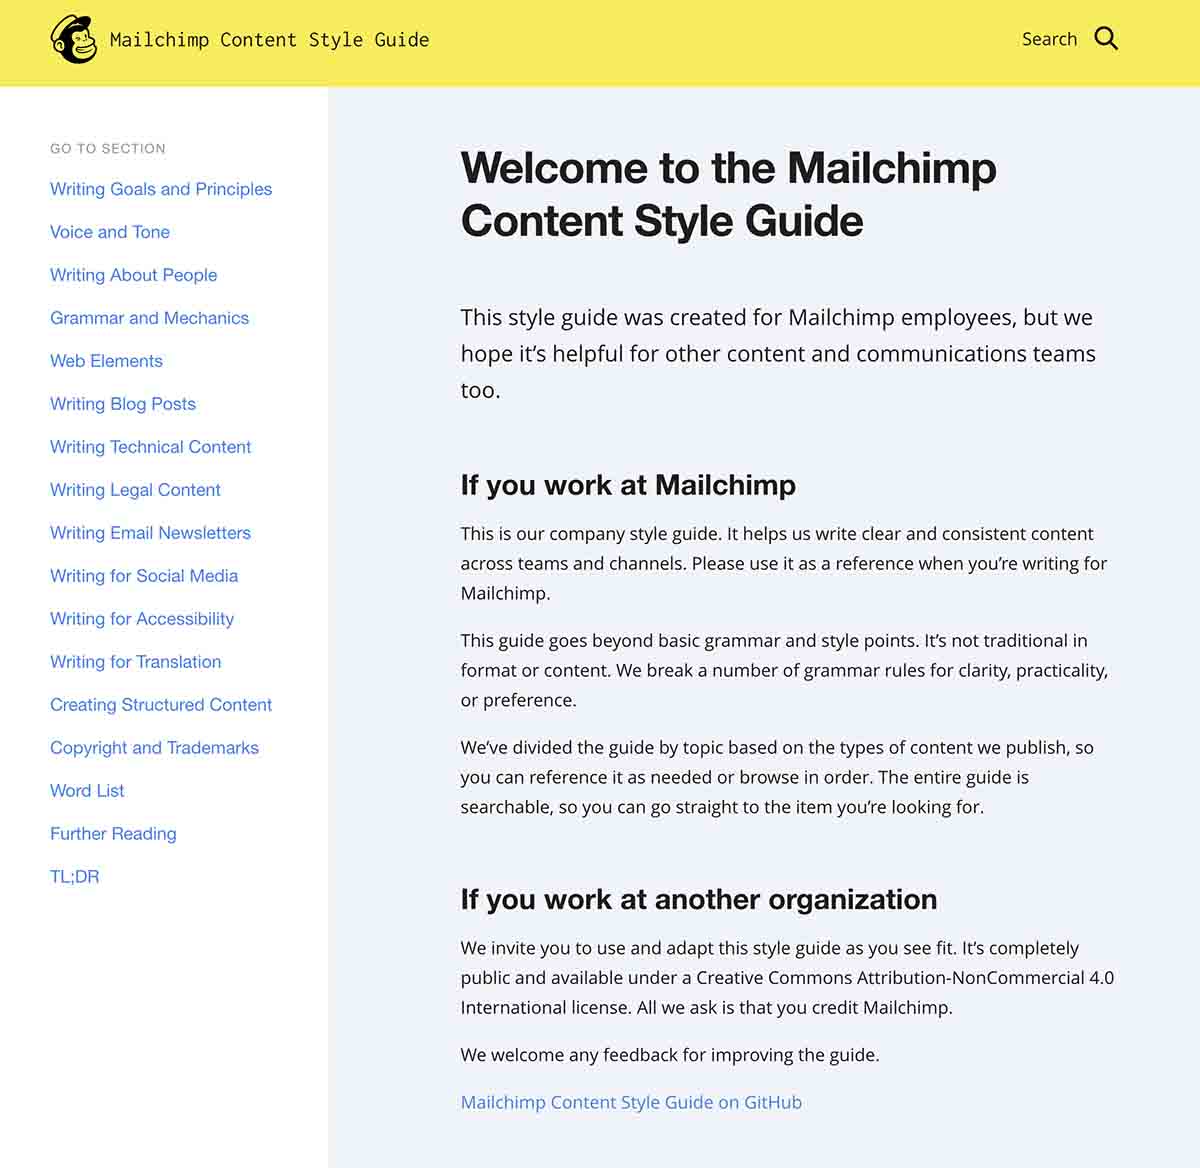 Mailchimp Content Style Guide
Search
GO TO SECTION
Writing Goals and Principles
Voice and Tone
Writing About People
Grammar and Mechanics
Web Elements
Writing Blog Posts
Writing Technical Content
Writing Legal Content
Writing Email Newsletters
Writing for Social Media
Writing for Accessibility
Writing for Translation
Creating Structured Content
Copyright and Trademarks
Word List
Further Reading
TL;DR
Welcome to the Mailchimp
Content Style Guide
This style guide was created for Mailchimp employees, but we
hope it’s helpful for other content and communications teams
too.
If you work at Mailchimp
This is our company style guide. It helps us write clear and consistent content
across teams and channels. Please use it as a reference when you’re writing for
Mailchimp.
This guide goes beyond basic grammar and style points. It’s not traditional in
format or content. We break a number of grammar rules for clarity, practicality,
or preference.
We’ve divided the guide by topic based on the types of content we publish, so
you can reference it as needed or browse in order. The entire guide is
searchable, so you can go straight to the item you’re looking for.
If you work at another organization
We invite you to use and adapt this style guide as you see fit. It’s completely
public and available under a Creative Commons Attribution-NonCommercial 4.0
International license. All we ask is that you credit Mailchimp.
We welcome any feedback for improving the guide.
Mailchimp Content Style Guide on GitHub